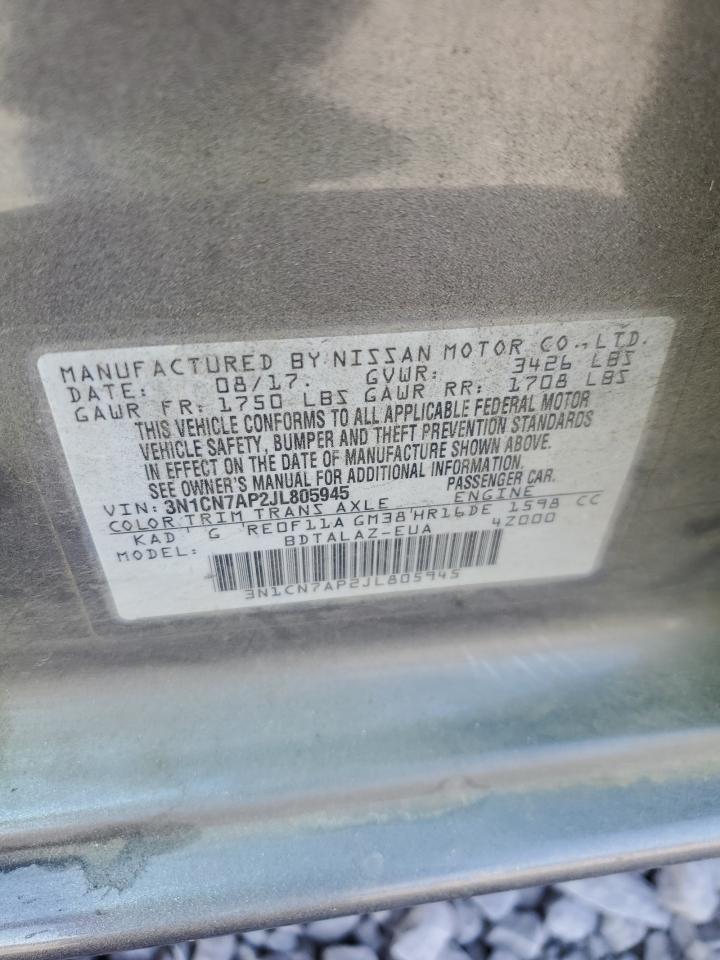 MANUFACTURED BY NISSAN MOTOR CO., LTD.
DATE: 08/17. GVWR: 3426 LBS
GAWR FR: 1750 LBS GAWR RR: 1708 LBS
THIS VEHICLE CONFORMS TO ALL APPLICABLE FEDERAL MOTOR
VEHICLE SAFETY, BUMPER AND THEFT PREVENTION STANDARDS
IN EFFECT ON THE DATE OF MANUFACTURE SHOWN ABOVE.
SEE OWNER'S MANUAL FOR ADDITIONAL INFORMATION.
VIN: 3N1CN7AP2JL805945 PASSENGER CAR.
COLOR TRIM TRANS AXLE ENGINE
KAD G RE0F11A GM38 HR16DE 1598 CC
MODEL: BDTALAZ-EUA 4Z000
3N1CN7AP2JL805945